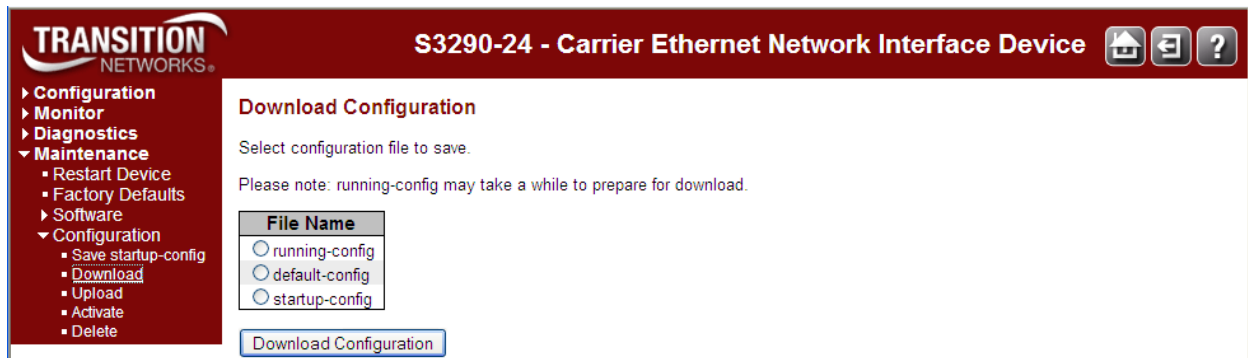 TRANSITION
NETWORKS®
S3290-24 - Carrier Ethernet Network Interface Device
?
Configuration
Monitor
Diagnostics
Maintenance
Restart Device
Factory Defaults
Software
Configuration
Save startup-config
Download
Upload
Activate
Delete
Download Configuration
Select configuration file to save.
Please note: running-config may take a while to prepare for download.
File Name
running-config
default-config
startup-config
Download Configuration